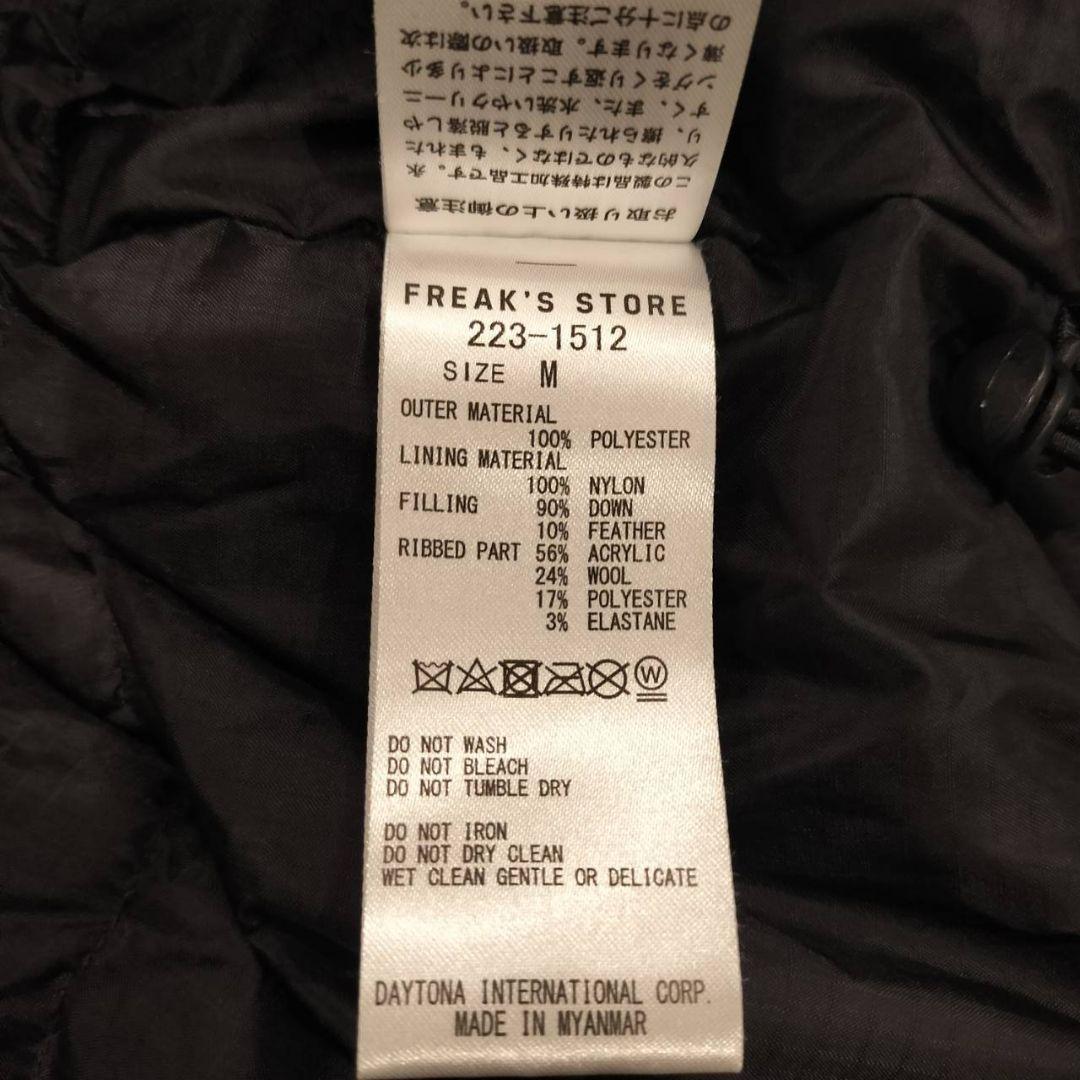 お取り扱い上の御注意
この製品は特殊加工品です。永
久的なものではなく、もまれた
り、擦られたりすると脱落しや
すく、また、水洗いやクリーニ
ングをくり返すことにより多少
薄くなります。取扱いの際は次
の点に十分ご注意下さい。
FREAK'S STORE
223-1512
SIZE M
OUTER MATERIAL
100% POLYESTER
LINING MATERIAL
100% NYLON
FILLING 90% DOWN
10% FEATHER
RIBBED PART 56% ACRYLIC
24% WOOL
17% POLYESTER
3% ELASTANE
W
DO NOT WASH
DO NOT BLEACH
DO NOT TUMBLE DRY
DO NOT IRON
DO NOT DRY CLEAN
WET CLEAN GENTLE OR DELICATE
DAYTONA INTERNATIONAL CORP.
MADE IN MYANMAR